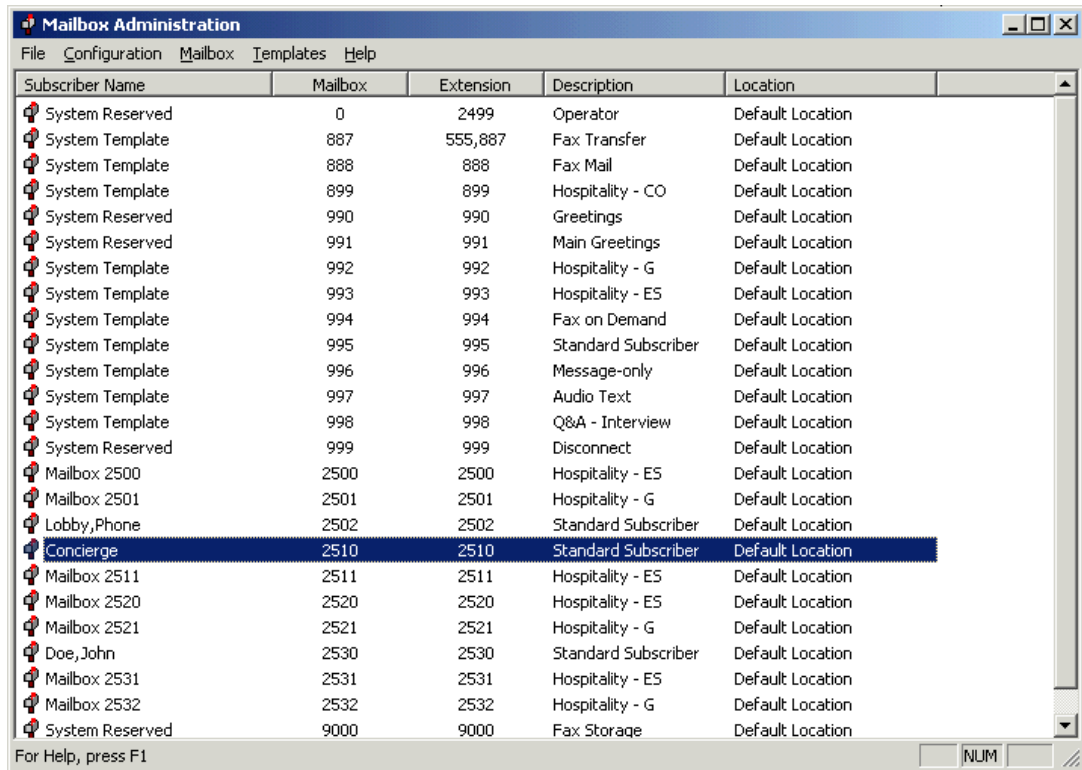 Mailbox Administration
File Configuration Mailbox Templates Help
Subscriber Name Mailbox Extension Description Location
System Reserved 0 2499 Operator Default Location
System Template 887 555,887 Fax Transfer Default Location
System Template 888 888 Fax Mail Default Location
System Template 899 899 Hospitality - CO Default Location
System Reserved 990 990 Greetings Default Location
System Reserved 991 991 Main Greetings Default Location
System Template 992 992 Hospitality - G Default Location
System Template 993 993 Hospitality - ES Default Location
System Template 994 994 Fax on Demand Default Location
System Template 995 995 Standard Subscriber Default Location
System Template 996 996 Message-only Default Location
System Template 997 997 Audio Text Default Location
System Template 998 998 Q&A - Interview Default Location
System Reserved 999 999 Disconnect Default Location
Mailbox 2500 2500 2500 Hospitality - ES Default Location
Mailbox 2501 2501 2501 Hospitality - G Default Location
Lobby,Phone 2502 2502 Standard Subscriber Default Location
Concierge 2510 2510 Standard Subscriber Default Location
Mailbox 2511 2511 2511 Hospitality - ES Default Location
Mailbox 2520 2520 2520 Hospitality - ES Default Location
Mailbox 2521 2521 2521 Hospitality - G Default Location
Doe,John 2530 2530 Standard Subscriber Default Location
Mailbox 2531 2531 2531 Hospitality - ES Default Location
Mailbox 2532 2532 2532 Hospitality - G Default Location
System Reserved 9000 9000 Fax Storage Default Location
For Help, press F1 NUM